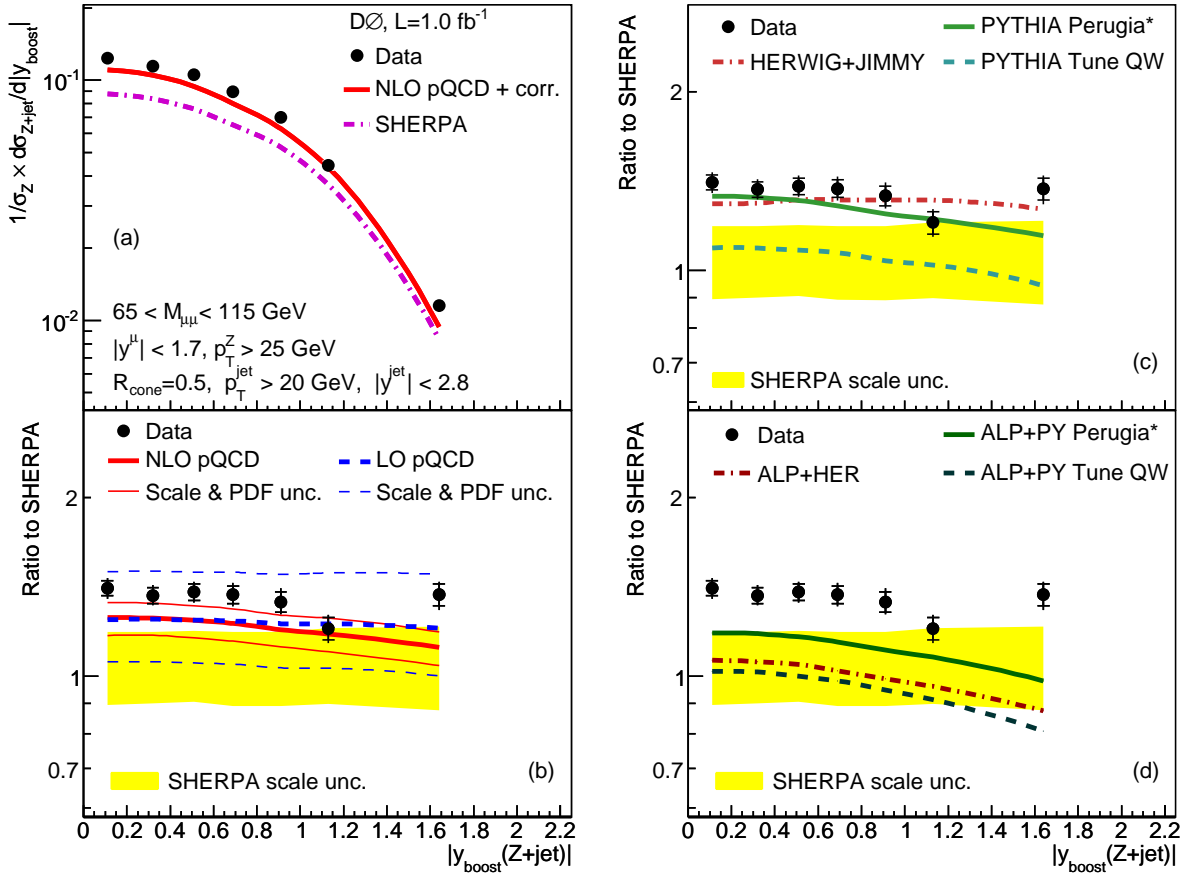 DØ, L=1.0 fb⁻¹
Data
NLO pQCD + corr.
SHERPA
1/σ_Z × dσ_Z+jet/d|y_boost|
10⁻¹
10⁻²
(a)
65 < M_μμ < 115 GeV
|y^μ| < 1.7, p_T^Z > 25 GeV
R_cone=0.5, p_T^jet > 20 GeV, |y^jet| < 2.8
Data
HERWIG+JIMMY
PYTHIA Perugia*
PYTHIA Tune QW
Ratio to SHERPA
2
1
0.7
(c)
SHERPA scale unc.
Data
NLO pQCD
Scale & PDF unc.
LO pQCD
Scale & PDF unc.
Ratio to SHERPA
2
1
0.7
SHERPA scale unc.
(b)
0 0.2 0.4 0.6 0.8 1 1.2 1.4 1.6 1.8 2 2.2
|y_boost(Z+jet)|
Data
ALP+HER
ALP+PY Perugia*
ALP+PY Tune QW
Ratio to SHERPA
2
1
0.7
SHERPA scale unc.
(d)
0 0.2 0.4 0.6 0.8 1 1.2 1.4 1.6 1.8 2 2.2
|y_boost(Z+jet)|